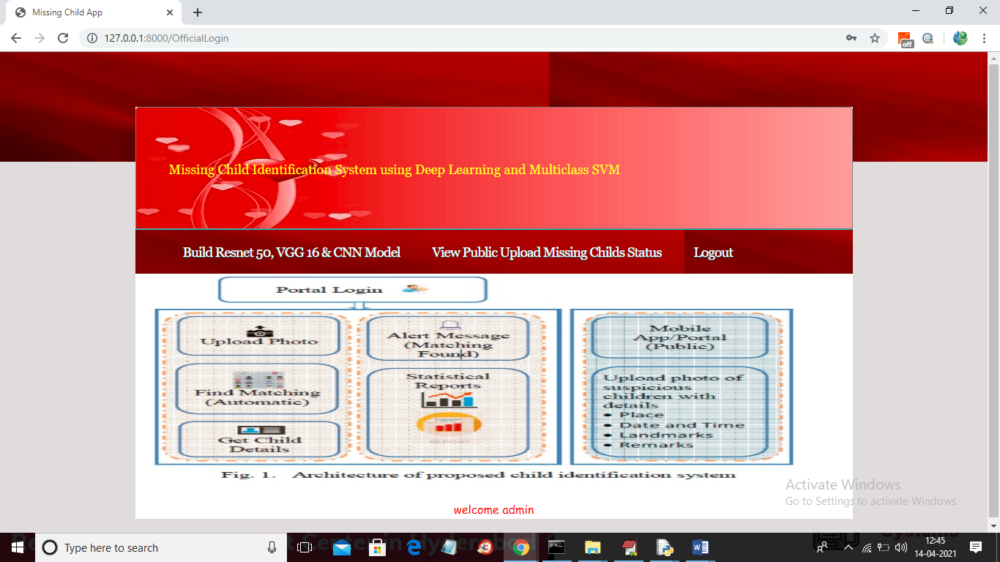 Missing Child App
127.0.0.1:8000/OfficialLogin
off
Missing Child Identification System using Deep Learning and Multiclass SVM
Build Resnet 50, VGG 16 & CNN Model View Public Upload Missing Childs Status Logout
Portal Login
Upload Photo
Find Matching
(Automatic)
Get Child
Details
Alert Message
(Matching
Found)
Statistical
Reports
REPORT
Mobile
App/Portal
(Public)
Upload photo of
suspicious
children with
details
• Place
• Date and Time
• Landmarks
• Remarks
Fig. 1. Architecture of proposed child identification system
Activate Windows
Go to Settings to activate Windows.
welcome admin
Type here to search
12:45
14-04-2021